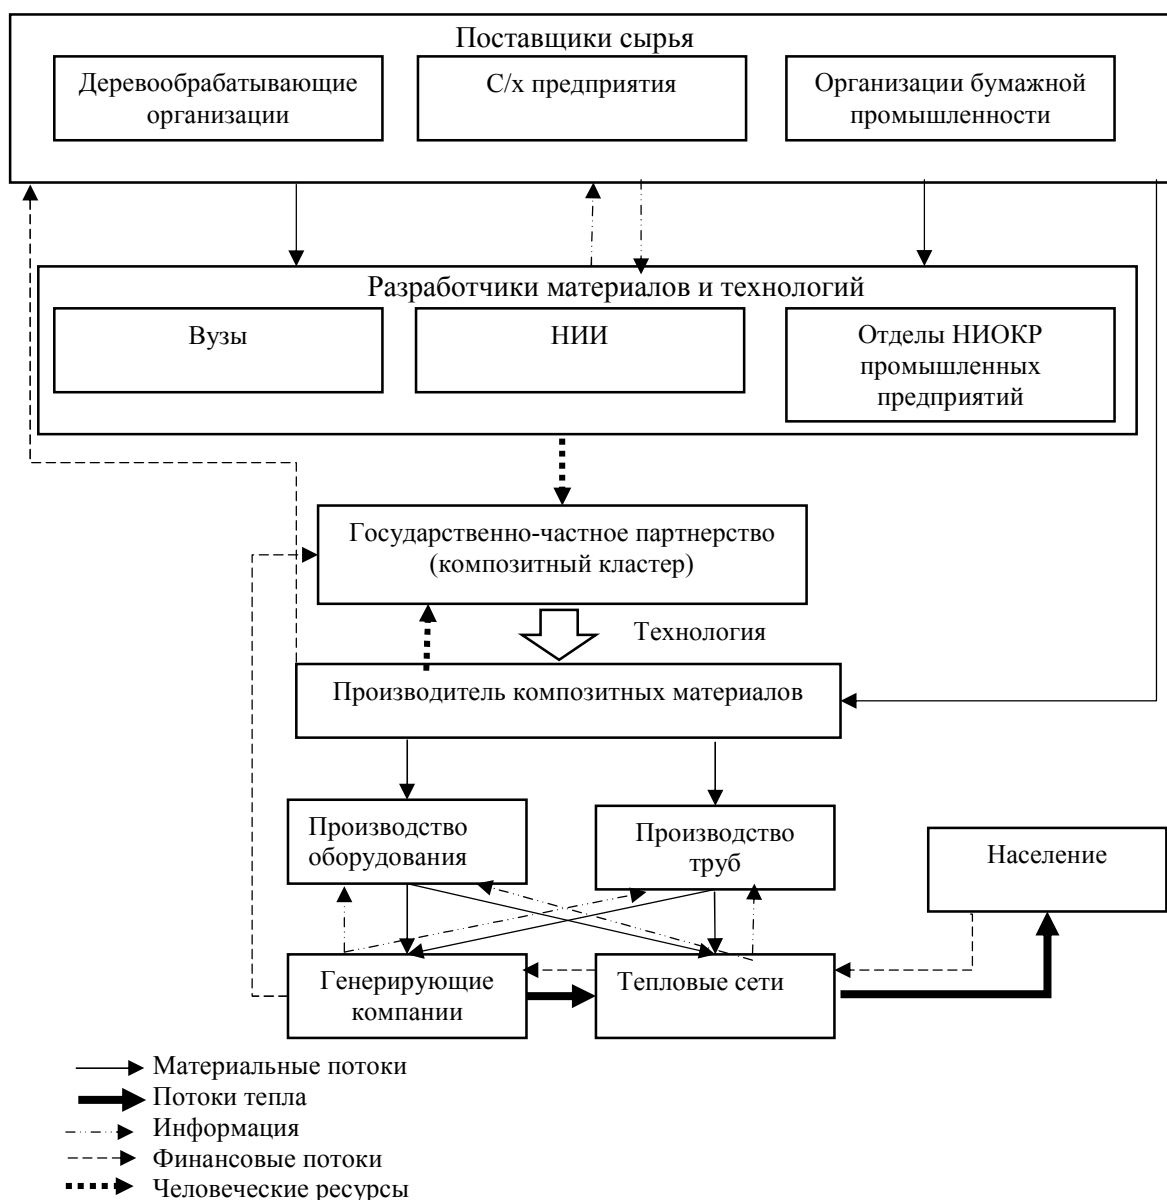 Поставщики сырья
Деревообрабатывающие
организации
С/х предприятия
Организации бумажной
промышленности
Разработчики материалов и технологий
Вузы
НИИ
Отделы НИОКР
промышленных
предприятий
Государственно-частное партнерство
(композитный кластер)
Технология
Производитель композитных материалов
Производство
оборудования
Производство
труб
Население
Генерирующие
компании
Тепловые сети
Материальные потоки
Потоки тепла
Информация
Финансовые потоки
Человеческие ресурсы